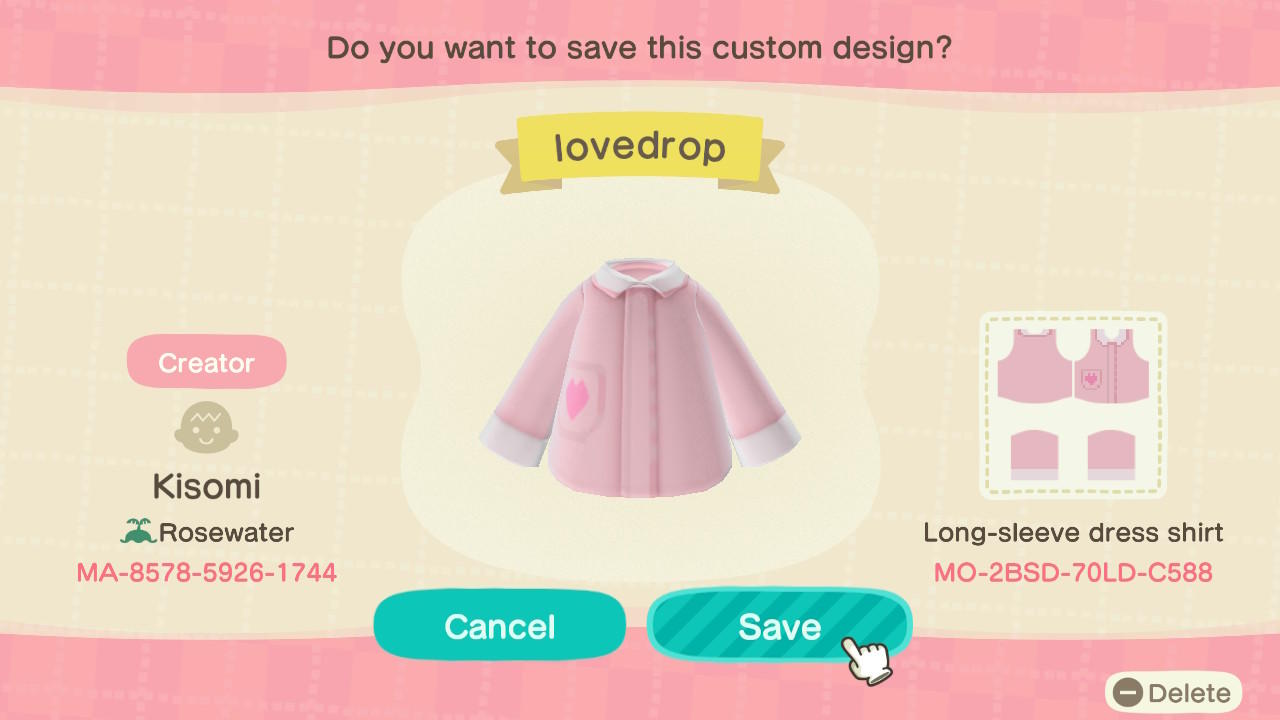 Do you want to save this custom design?
lovedrop
Creator
Kisomi
Rosewater
MA-8578-5926-1744
Long-sleeve dress shirt
MO-2BSD-70LD-C588
Cancel
Save
Delete